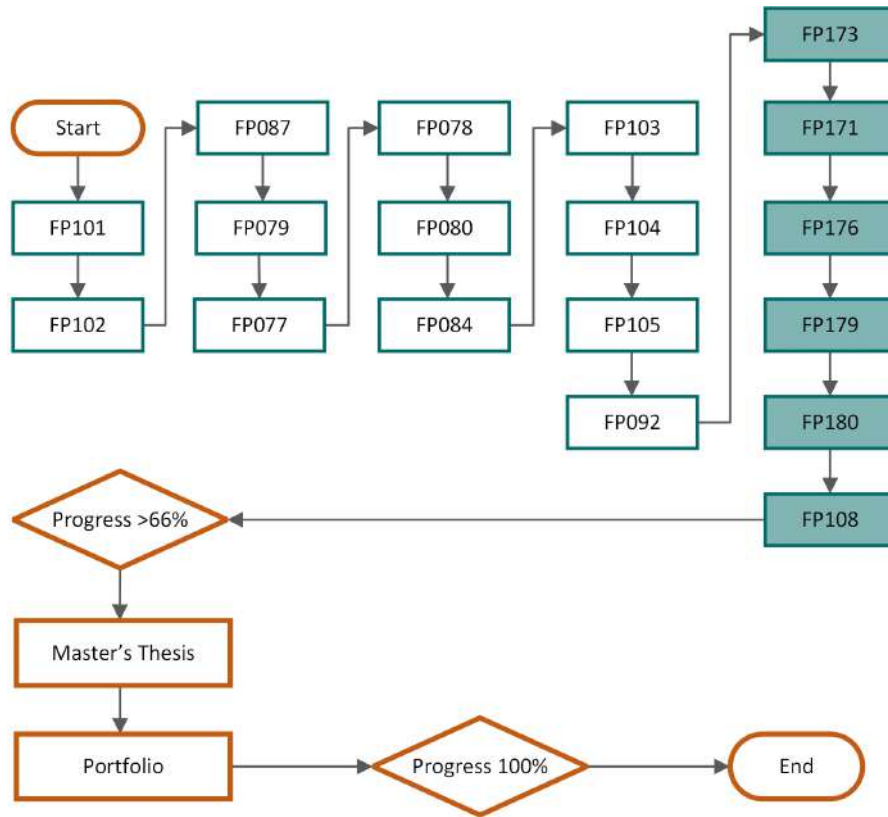 Start
FP101
FP102
FP087
FP079
FP077
FP078
FP080
FP084
FP103
FP104
FP105
FP092
FP173
FP171
FP176
FP179
FP180
FP108
Progress >66%
Master’s Thesis
Portfolio
Progress 100%
End